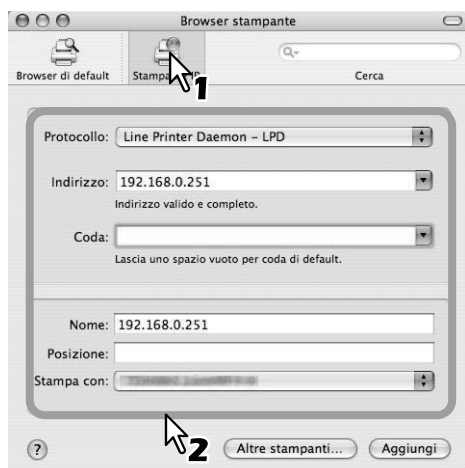 Browser stampante
Browser di default
Stampa IP
Cerca
1
Protocollo: Line Printer Daemon – LPD
Indirizzo: 192.168.0.251
Indirizzo valido e completo.
Coda:
Lascia uno spazio vuoto per coda di default.
Nome: 192.168.0.251
Posizione:
Stampa con:
2
? Altre stampanti... Aggiungi